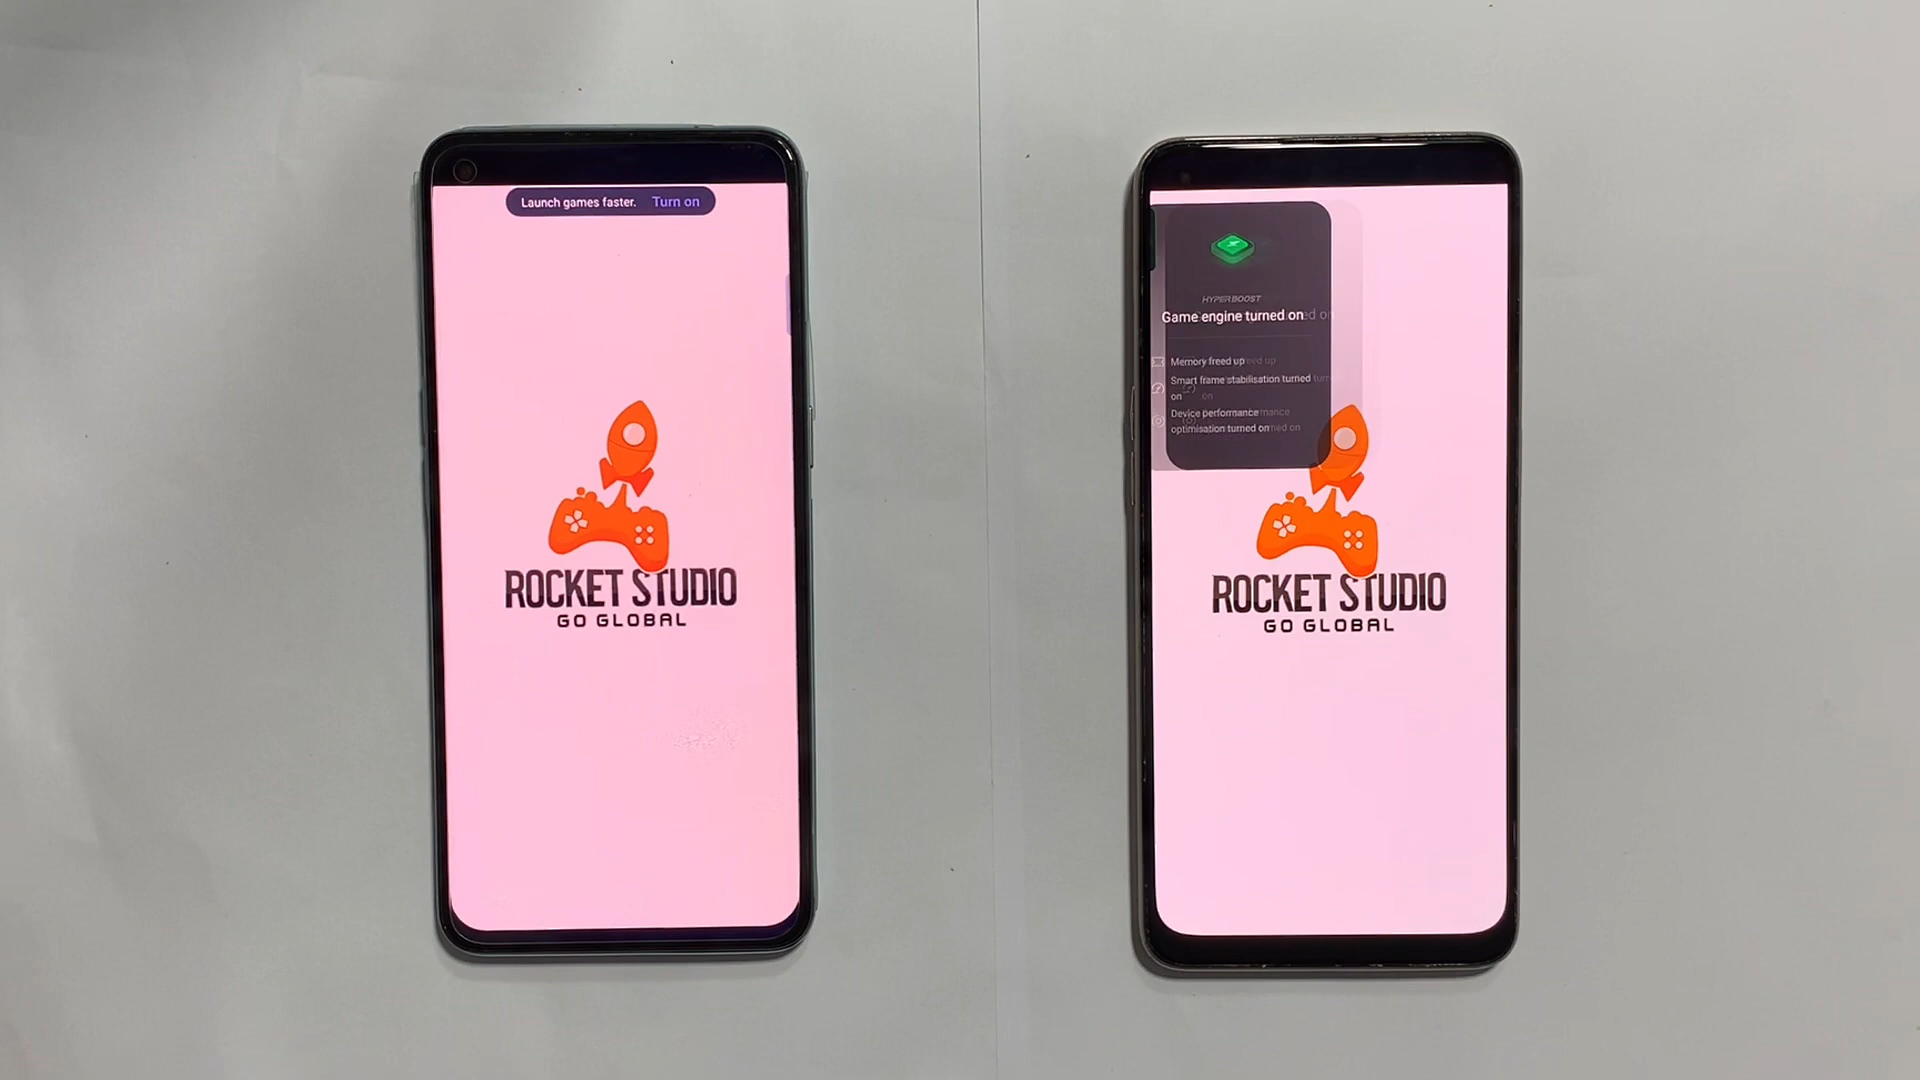 Launch games faster. Turn on
ROCKET STUDIO
GO GLOBAL
HYPERBOOST
Game engine turned on
Memory freed up
Smart frame stabilisation turned
on
Device performance
optimisation turned on
ROCKET STUDIO
GO GLOBAL